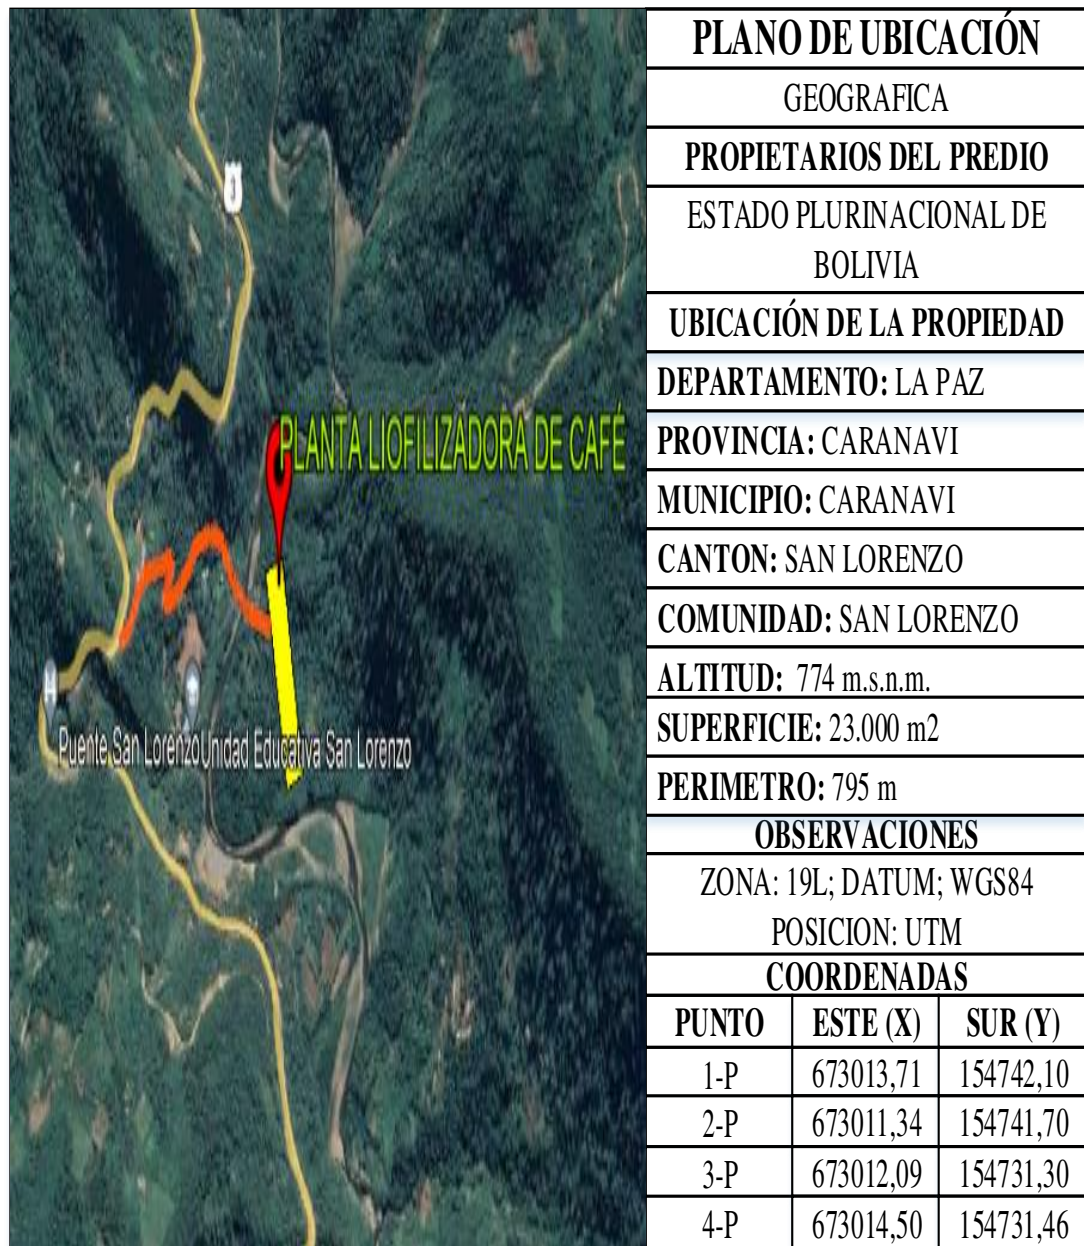 3
PLANTA LIOFILIZADORA DE CAFÉ
Puente San Lorenzo
Unidad Educativa San Lorenzo
PLANO DE UBICACIÓN
GEOGRAFICA
PROPIETARIOS DEL PREDIO
ESTADO PLURINACIONAL DE
BOLIVIA
UBICACIÓN DE LA PROPIEDAD
DEPARTAMENTO: LA PAZ
PROVINCIA: CARANAVI
MUNICIPIO: CARANAVI
CANTON: SAN LORENZO
COMUNIDAD: SAN LORENZO
ALTITUD: 774 m.s.n.m.
SUPERFICIE: 23.000 m2
PERIMETRO: 795 m
OBSERVACIONES
ZONA: 19L; DATUM; WGS84
POSICION: UTM
COORDENADAS
PUNTO ESTE (X) SUR (Y)
1-P 673013,71 154742,10
2-P 673011,34 154741,70
3-P 673012,09 154731,30
4-P 673014,50 154731,46